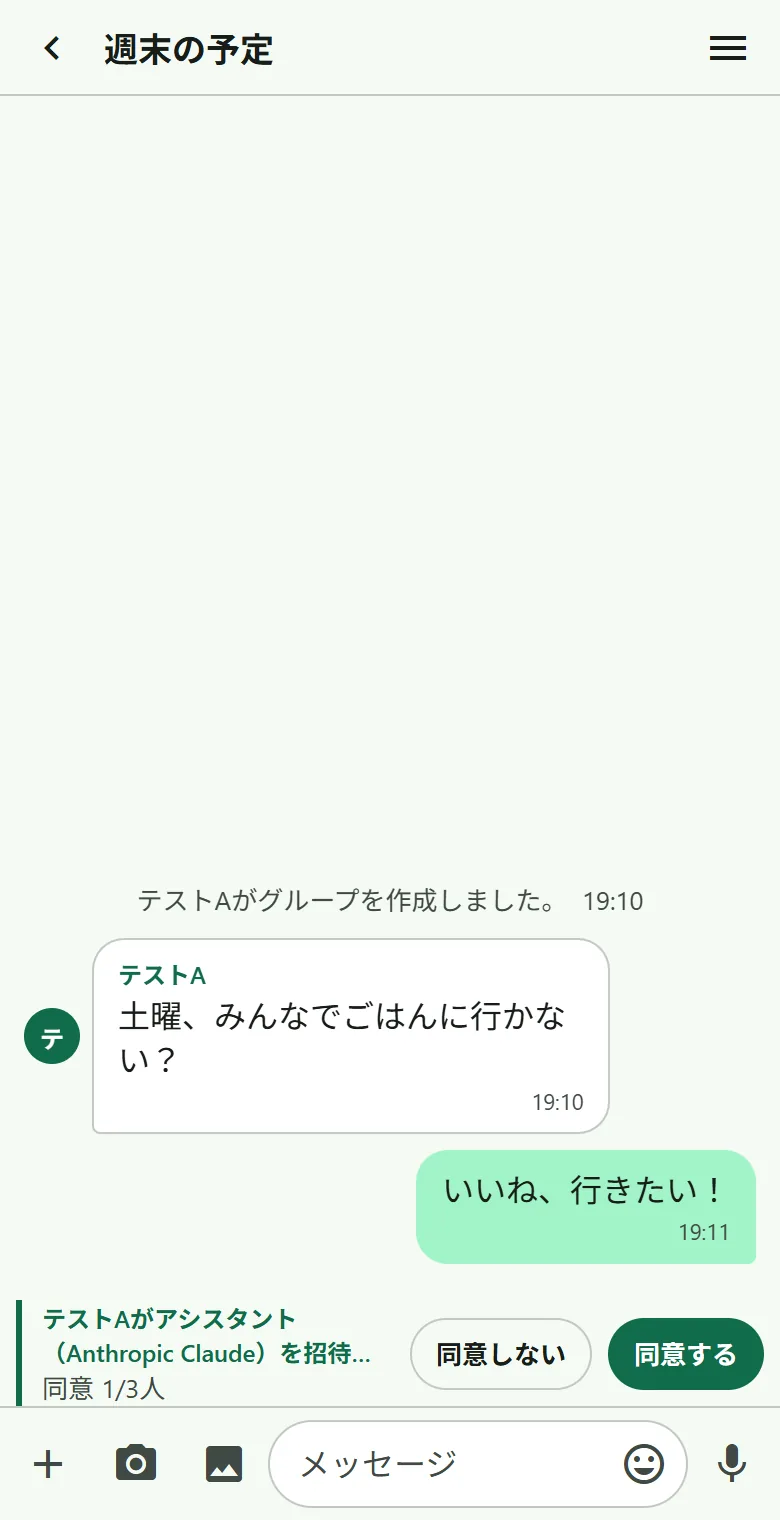 週末の予定
テストAがグループを作成しました。 19:10
テストA
テ
土曜、みんなでごはんに行かな
い？
19:10
いいね、行きたい！
19:11
テストAがアシスタント
（Anthropic Claude）を招待…
同意 1/3人
同意しない
同意する
メッセージ